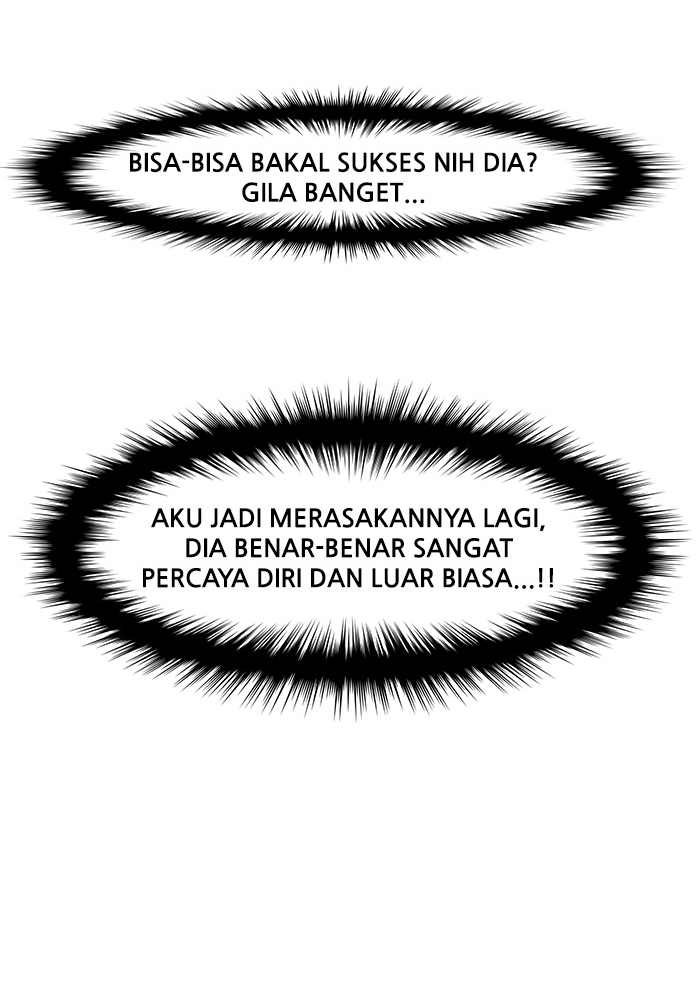 BISA-BISA BAKAL SUKSES NIH DIA?
GILA BANGET...
AKU JADI MERASAKANNYA LAGI,
DIA BENAR-BENAR SANGAT
PERCAYA DIRI DAN LUAR BIASA...!!